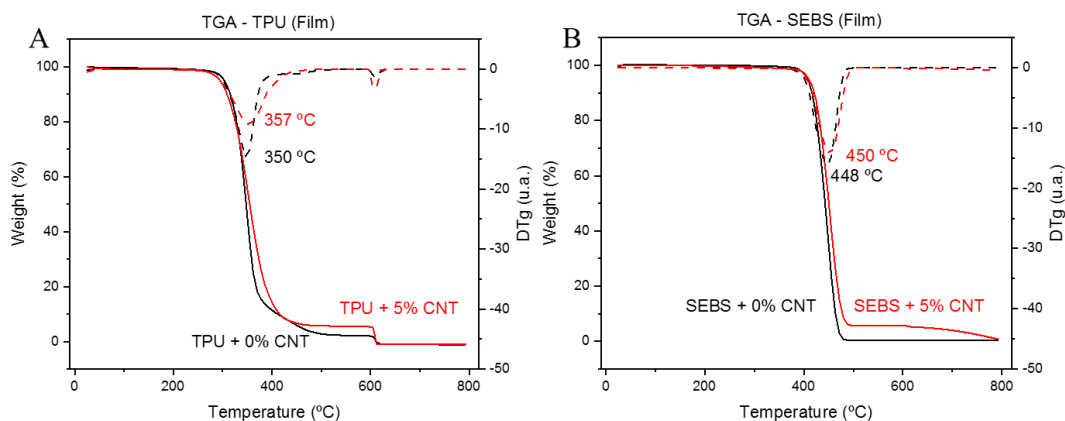 A
TGA - TPU (Film)
Weight (%)
100
80
60
40
20
0
0
-10
-20
-30
-40
-50
DTg (u.a.)
357 ºC
350 ºC
TPU + 5% CNT
TPU + 0% CNT
0
200
400
600
800
Temperature (ºC)
B
TGA - SEBS (Film)
Weight (%)
100
80
60
40
20
0
0
-10
-20
-30
-40
-50
DTg (u.a.)
450 ºC
448 ºC
SEBS + 0% CNT
SEBS + 5% CNT
0
200
400
600
800
Temperature (ºC)